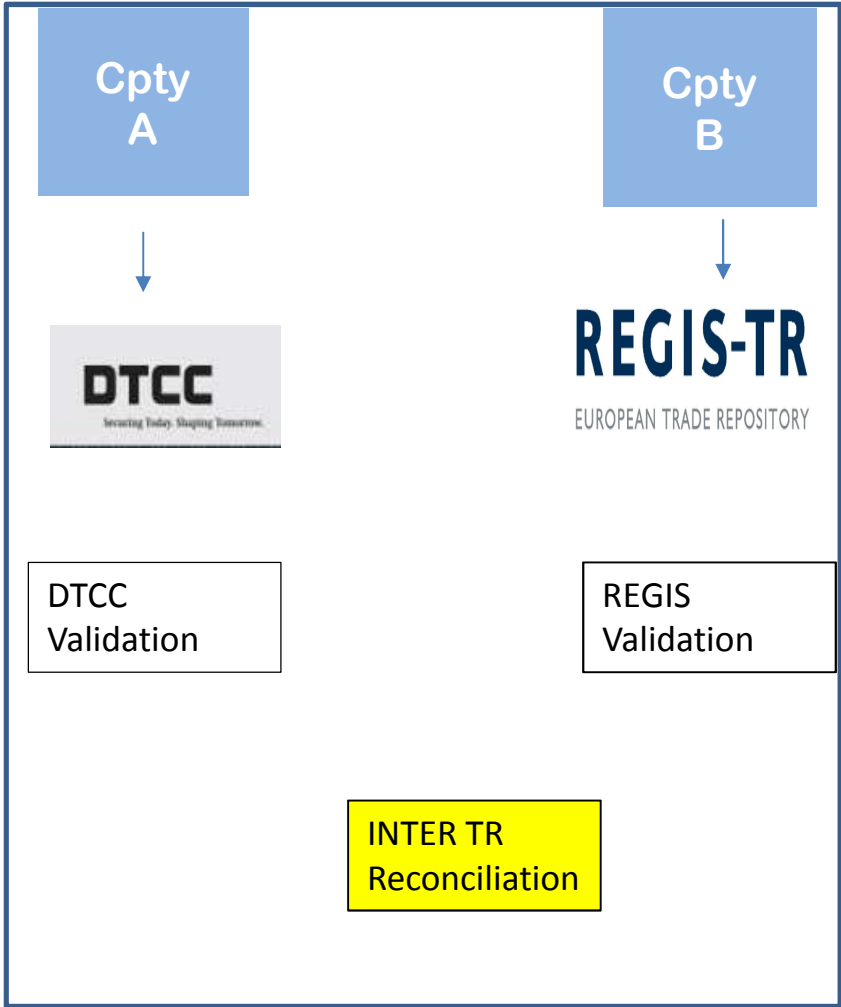 Cpty
A
Cpty
B
DTCC
Securing Today. Shaping Tomorrow.
REGIS-TR
EUROPEAN TRADE REPOSITORY
DTCC
Validation
REGIS
Validation
INTER TR
Reconciliation